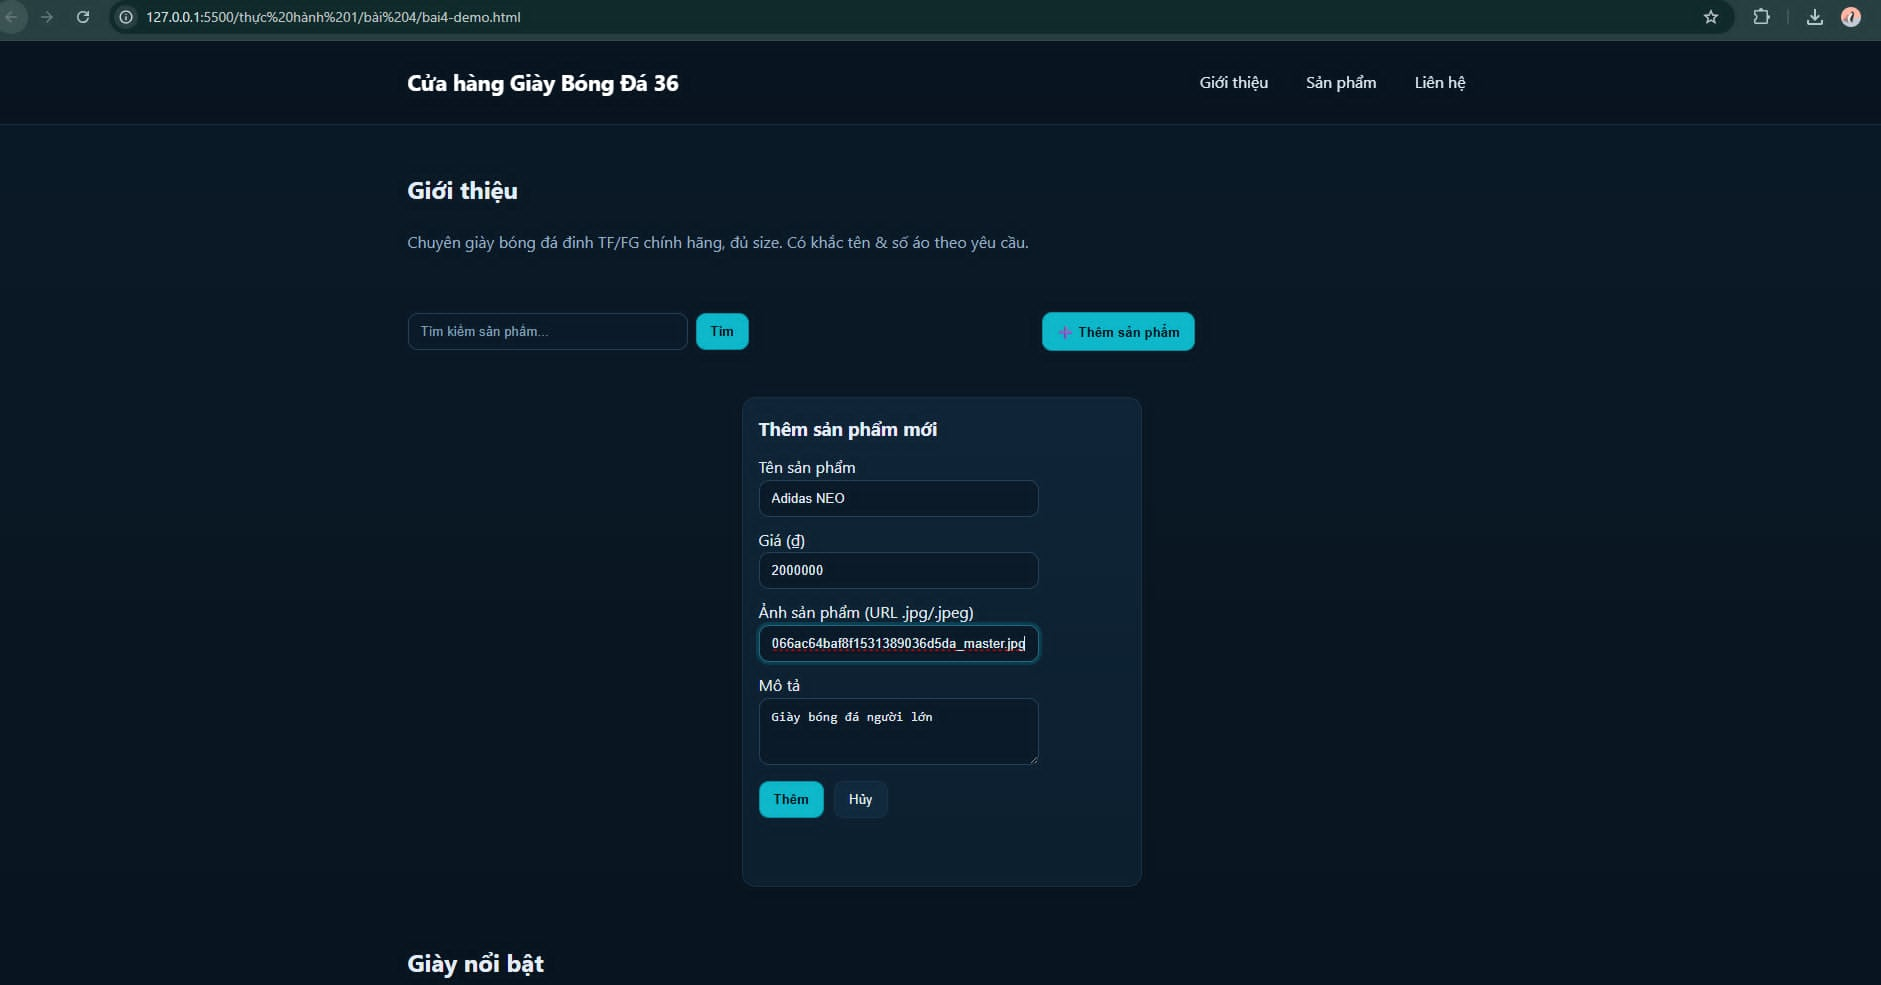 127.0.0.1:5500/thực%20hành%201/bài%204/bai4-demo.html
Cửa hàng Giày Bóng Đá 36
Giới thiệu
Sản phẩm
Liên hệ
Giới thiệu
Chuyên giày bóng đá đinh TF/FG chính hãng, đủ size. Có khắc tên & số áo theo yêu cầu.
Tìm kiếm sản phẩm...
Tìm
Thêm sản phẩm
Thêm sản phẩm mới
Tên sản phẩm
Adidas NEO
Giá (₫)
2000000
Ảnh sản phẩm (URL .jpg/.jpeg)
066ac64baf8f1531389036d5da_master.jpg
Mô tả
Giày bóng đá người lớn
Thêm
Hủy
Giày nổi bật